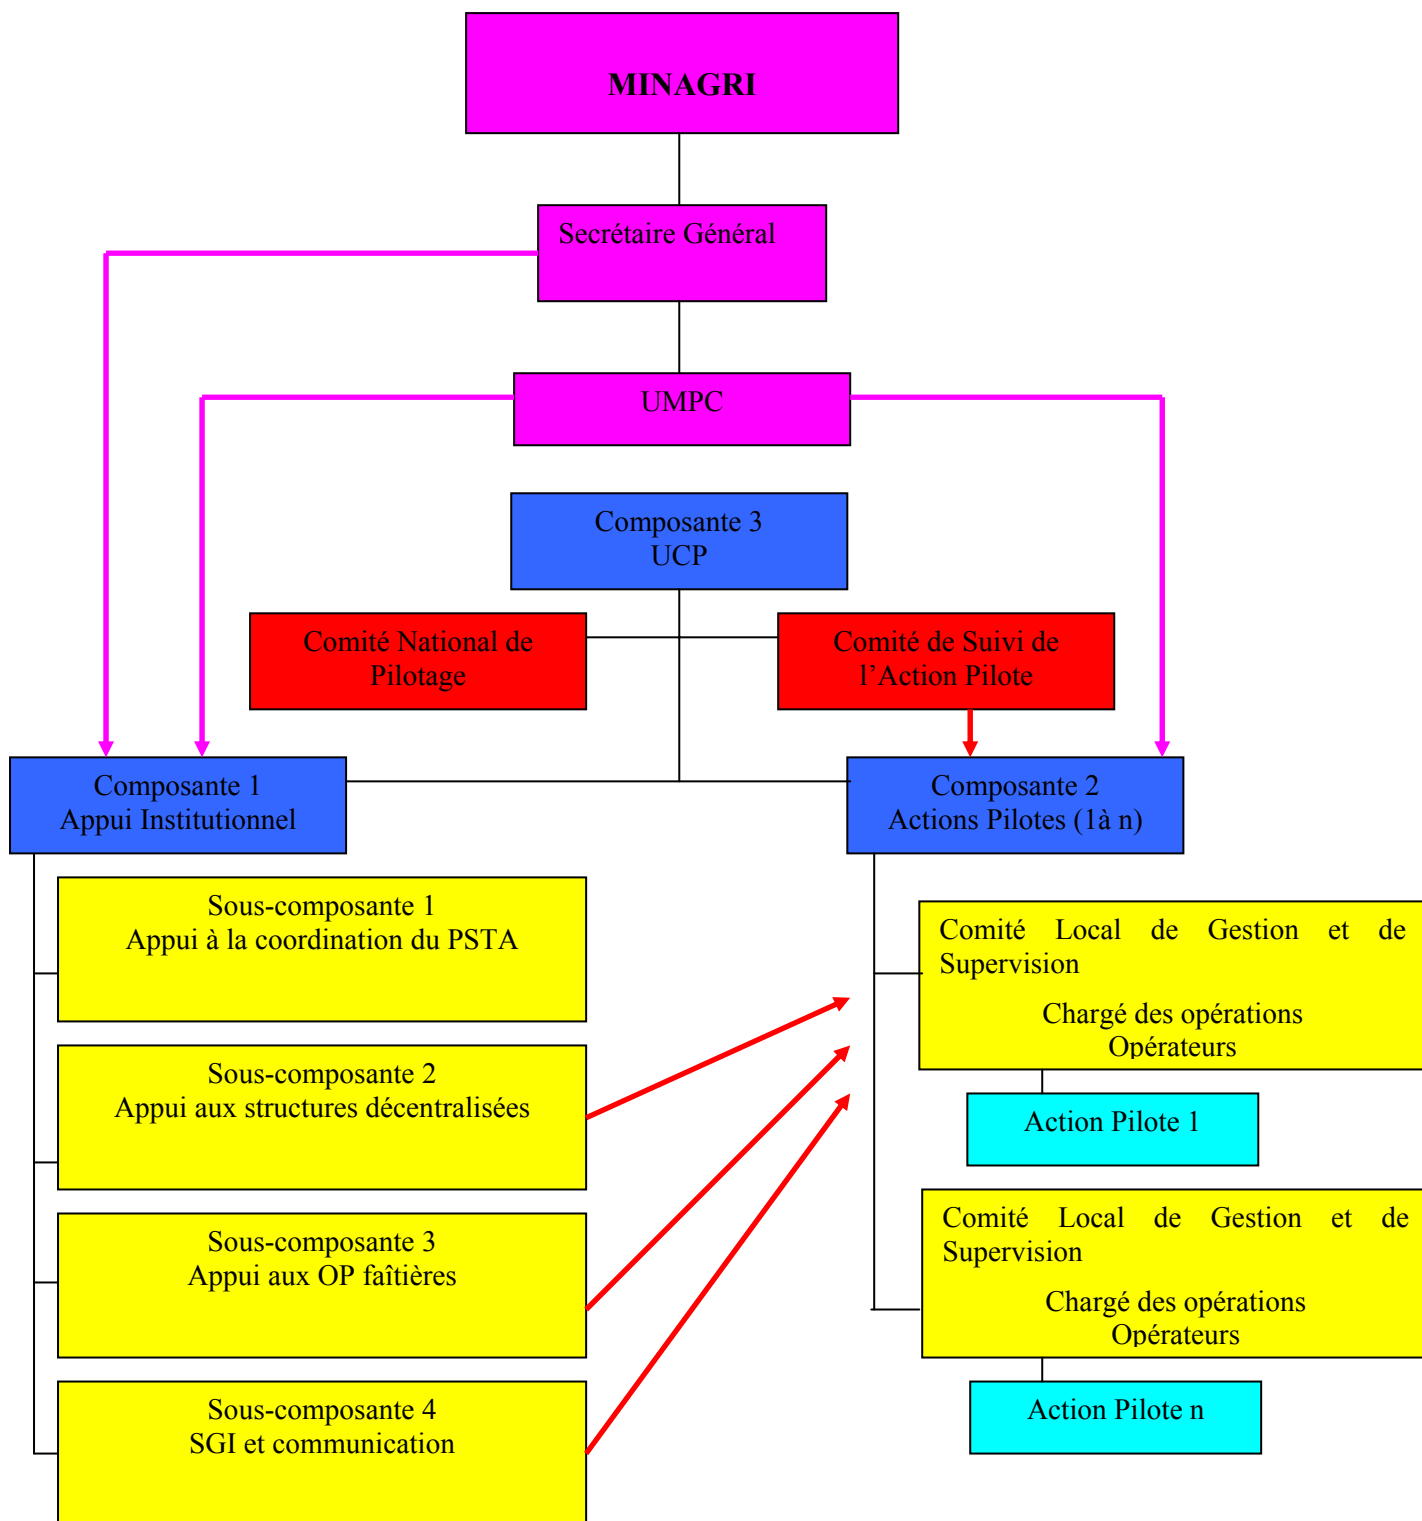 MINAGRI
Secrétaire Général
UMPC
Composante 3
UCP
Comité National de
Pilotage
Comité de Suivi de
l’Action Pilote
Composante 1
Appui Institutionnel
Composante 2
Actions Pilotes (1à n)
Sous-composante 1
Appui à la coordination du PSTA
Sous-composante 2
Appui aux structures décentralisées
Sous-composante 3
Appui aux OP faîtières
Sous-composante 4
SGI et communication
Comité Local de Gestion et de
Supervision
Chargé des opérations
Opérateurs
Action Pilote 1
Comité Local de Gestion et de
Supervision
Chargé des opérations
Opérateurs
Action Pilote n